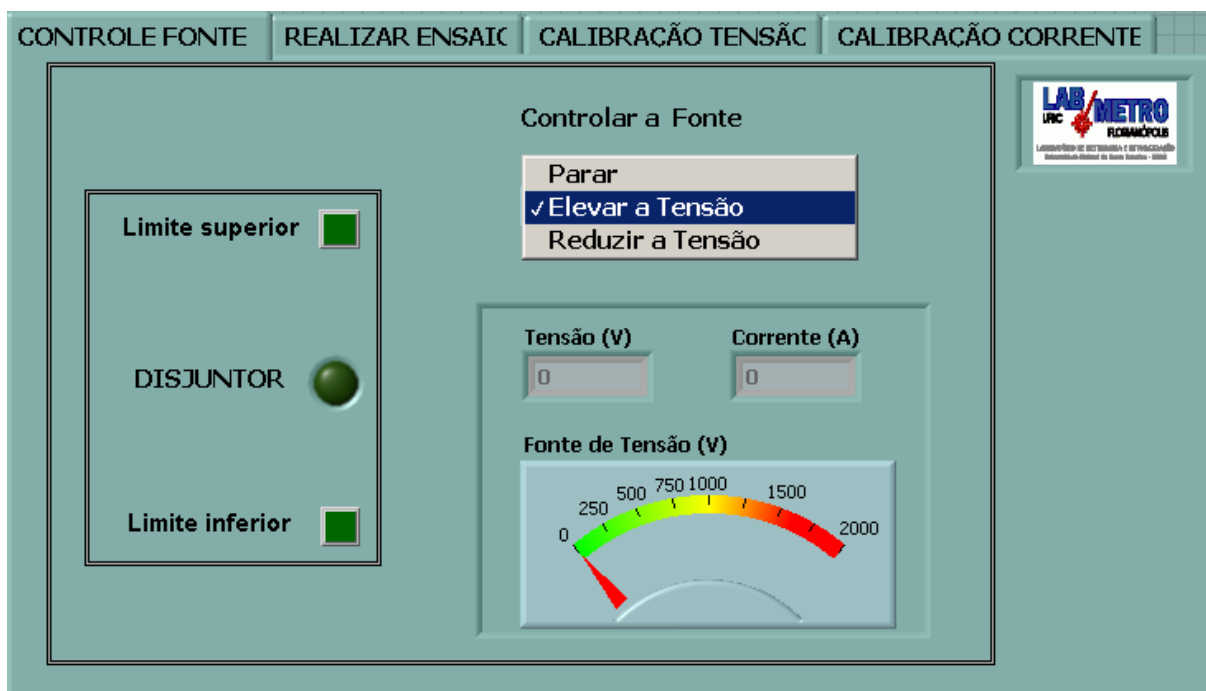 CONTROLE FONTE
REALIZAR ENSAIC
CALIBRAÇÃO TENSÃC
CALIBRAÇÃO CORRENTE
LAB METRO
FLORIANÓPOLIS
Controlar a Fonte
Parar
✓Elevar a Tensão
Reduzir a Tensão
Limite superior
DISJUNTOR
Limite inferior
Tensão (V)
Corrente (A)
0
0
Fonte de Tensão (V)
0
250
500
750
1000
1500
2000